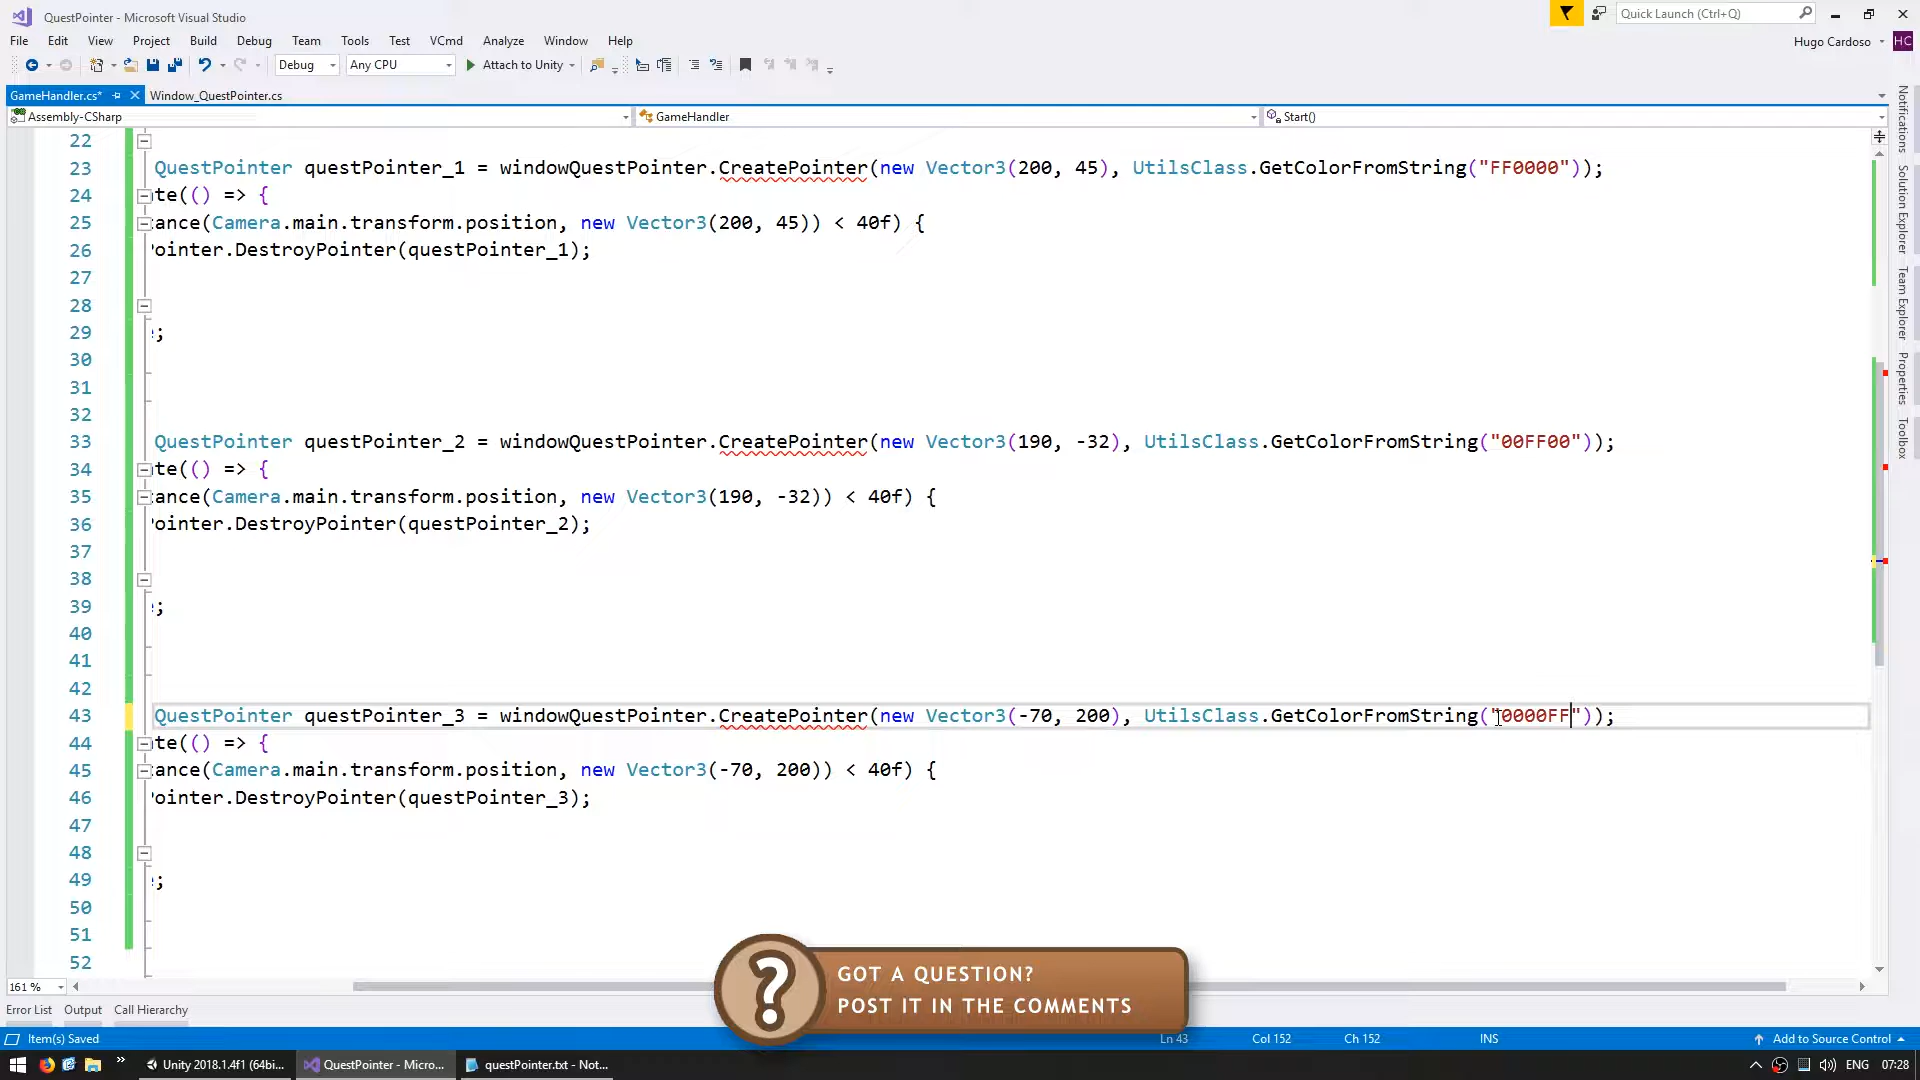 QuestPointer - Microsoft Visual Studio
Quick Launch (Ctrl+Q)
File Edit View Project Build Debug Team Tools Test VCmd Analyze Window Help
Hugo Cardoso HC
Debug Any CPU Attach to Unity
GameHandler.cs* Window_QuestPointer.cs
Assembly-CSharp GameHandler Start()
22
23 QuestPointer questPointer_1 = windowQuestPointer.CreatePointer(new Vector3(200, 45), UtilsClass.GetColorFromString("FF0000"));
24 te(() => {
25 ance(Camera.main.transform.position, new Vector3(200, 45)) < 40f) {
26 ointer.DestroyPointer(questPointer_1);
27
28
29 ;
30
31
32
33 QuestPointer questPointer_2 = windowQuestPointer.CreatePointer(new Vector3(190, -32), UtilsClass.GetColorFromString("00FF00"));
34 te(() => {
35 ance(Camera.main.transform.position, new Vector3(190, -32)) < 40f) {
36 ointer.DestroyPointer(questPointer_2);
37
38
39 ;
40
41
42
43 QuestPointer questPointer_3 = windowQuestPointer.CreatePointer(new Vector3(-70, 200), UtilsClass.GetColorFromString("0000FF"));
44 te(() => {
45 ance(Camera.main.transform.position, new Vector3(-70, 200)) < 40f) {
46 ointer.DestroyPointer(questPointer_3);
47
48
49 ;
50
51
52
Notifications
Solution Explorer
Team Explorer
Properties
Toolbox
161 %
?
GOT A QUESTION?
POST IT IN THE COMMENTS
Error List Output Call Hierarchy
Item(s) Saved Ln 43 Col 152 Ch 152 INS Add to Source Control
Unity 2018.1.4f1 (64bi... QuestPointer - Micro... questPointer.txt - Not... ENG 07:28